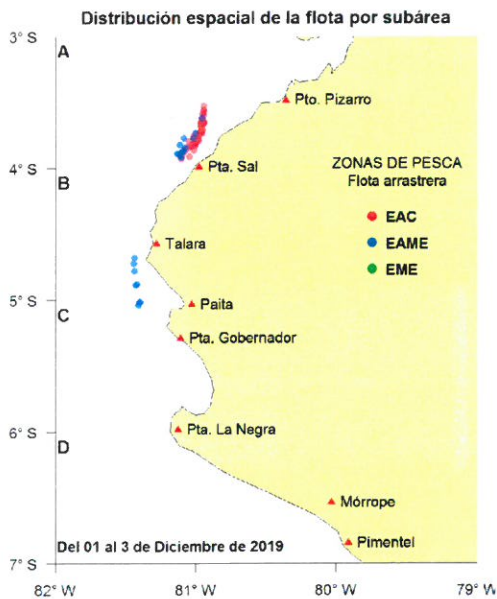 Distribución espacial de la flota por subárea
3° S
A
Pto. Pizarro
4° S
Pta. Sal
B
ZONAS DE PESCA
Flota arrastrera
EAC
Talara
EAME
EME
5° S
Paita
C
Pta. Gobernador
6° S
Pta. La Negra
D
Mórrope
Del 01 al 3 de Diciembre de 2019
Pimentel
7° S
82° W
81° W
80° W
79° W